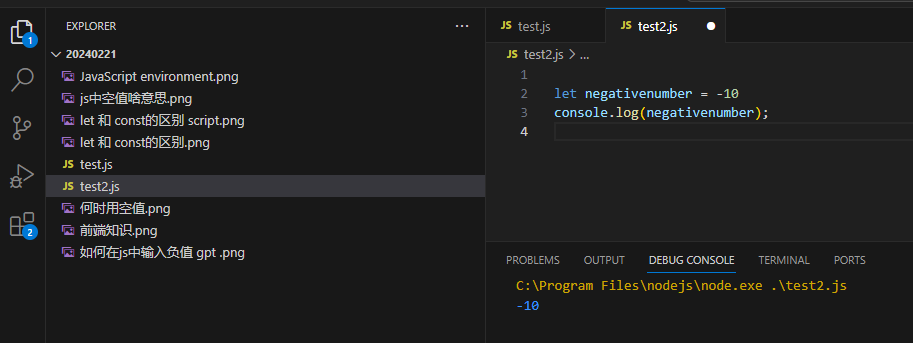 EXPLORER
20240221
JavaScript environment.png
js中空值啥意思.png
let 和 const的区别 script.png
let 和 const的区别.png
JS test.js
JS test2.js
何时用空值.png
前端知识.png
如何在js中输入负值 gpt .png
1
2
JS test.js
JS test2.js
JS test2.js > ...
1
2 let negativenumber = -10
3 console.log(negativenumber);
4
PROBLEMS OUTPUT DEBUG CONSOLE TERMINAL PORTS
C:\Program Files\nodejs\node.exe .\test2.js
-10